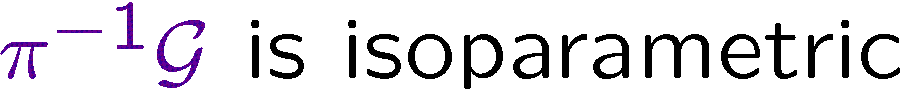 π⁻¹𝒢 is isoparametric